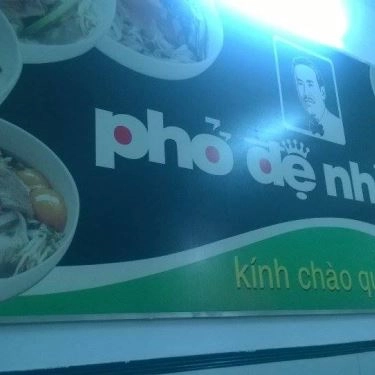 phở đệ nh
kính chào qu